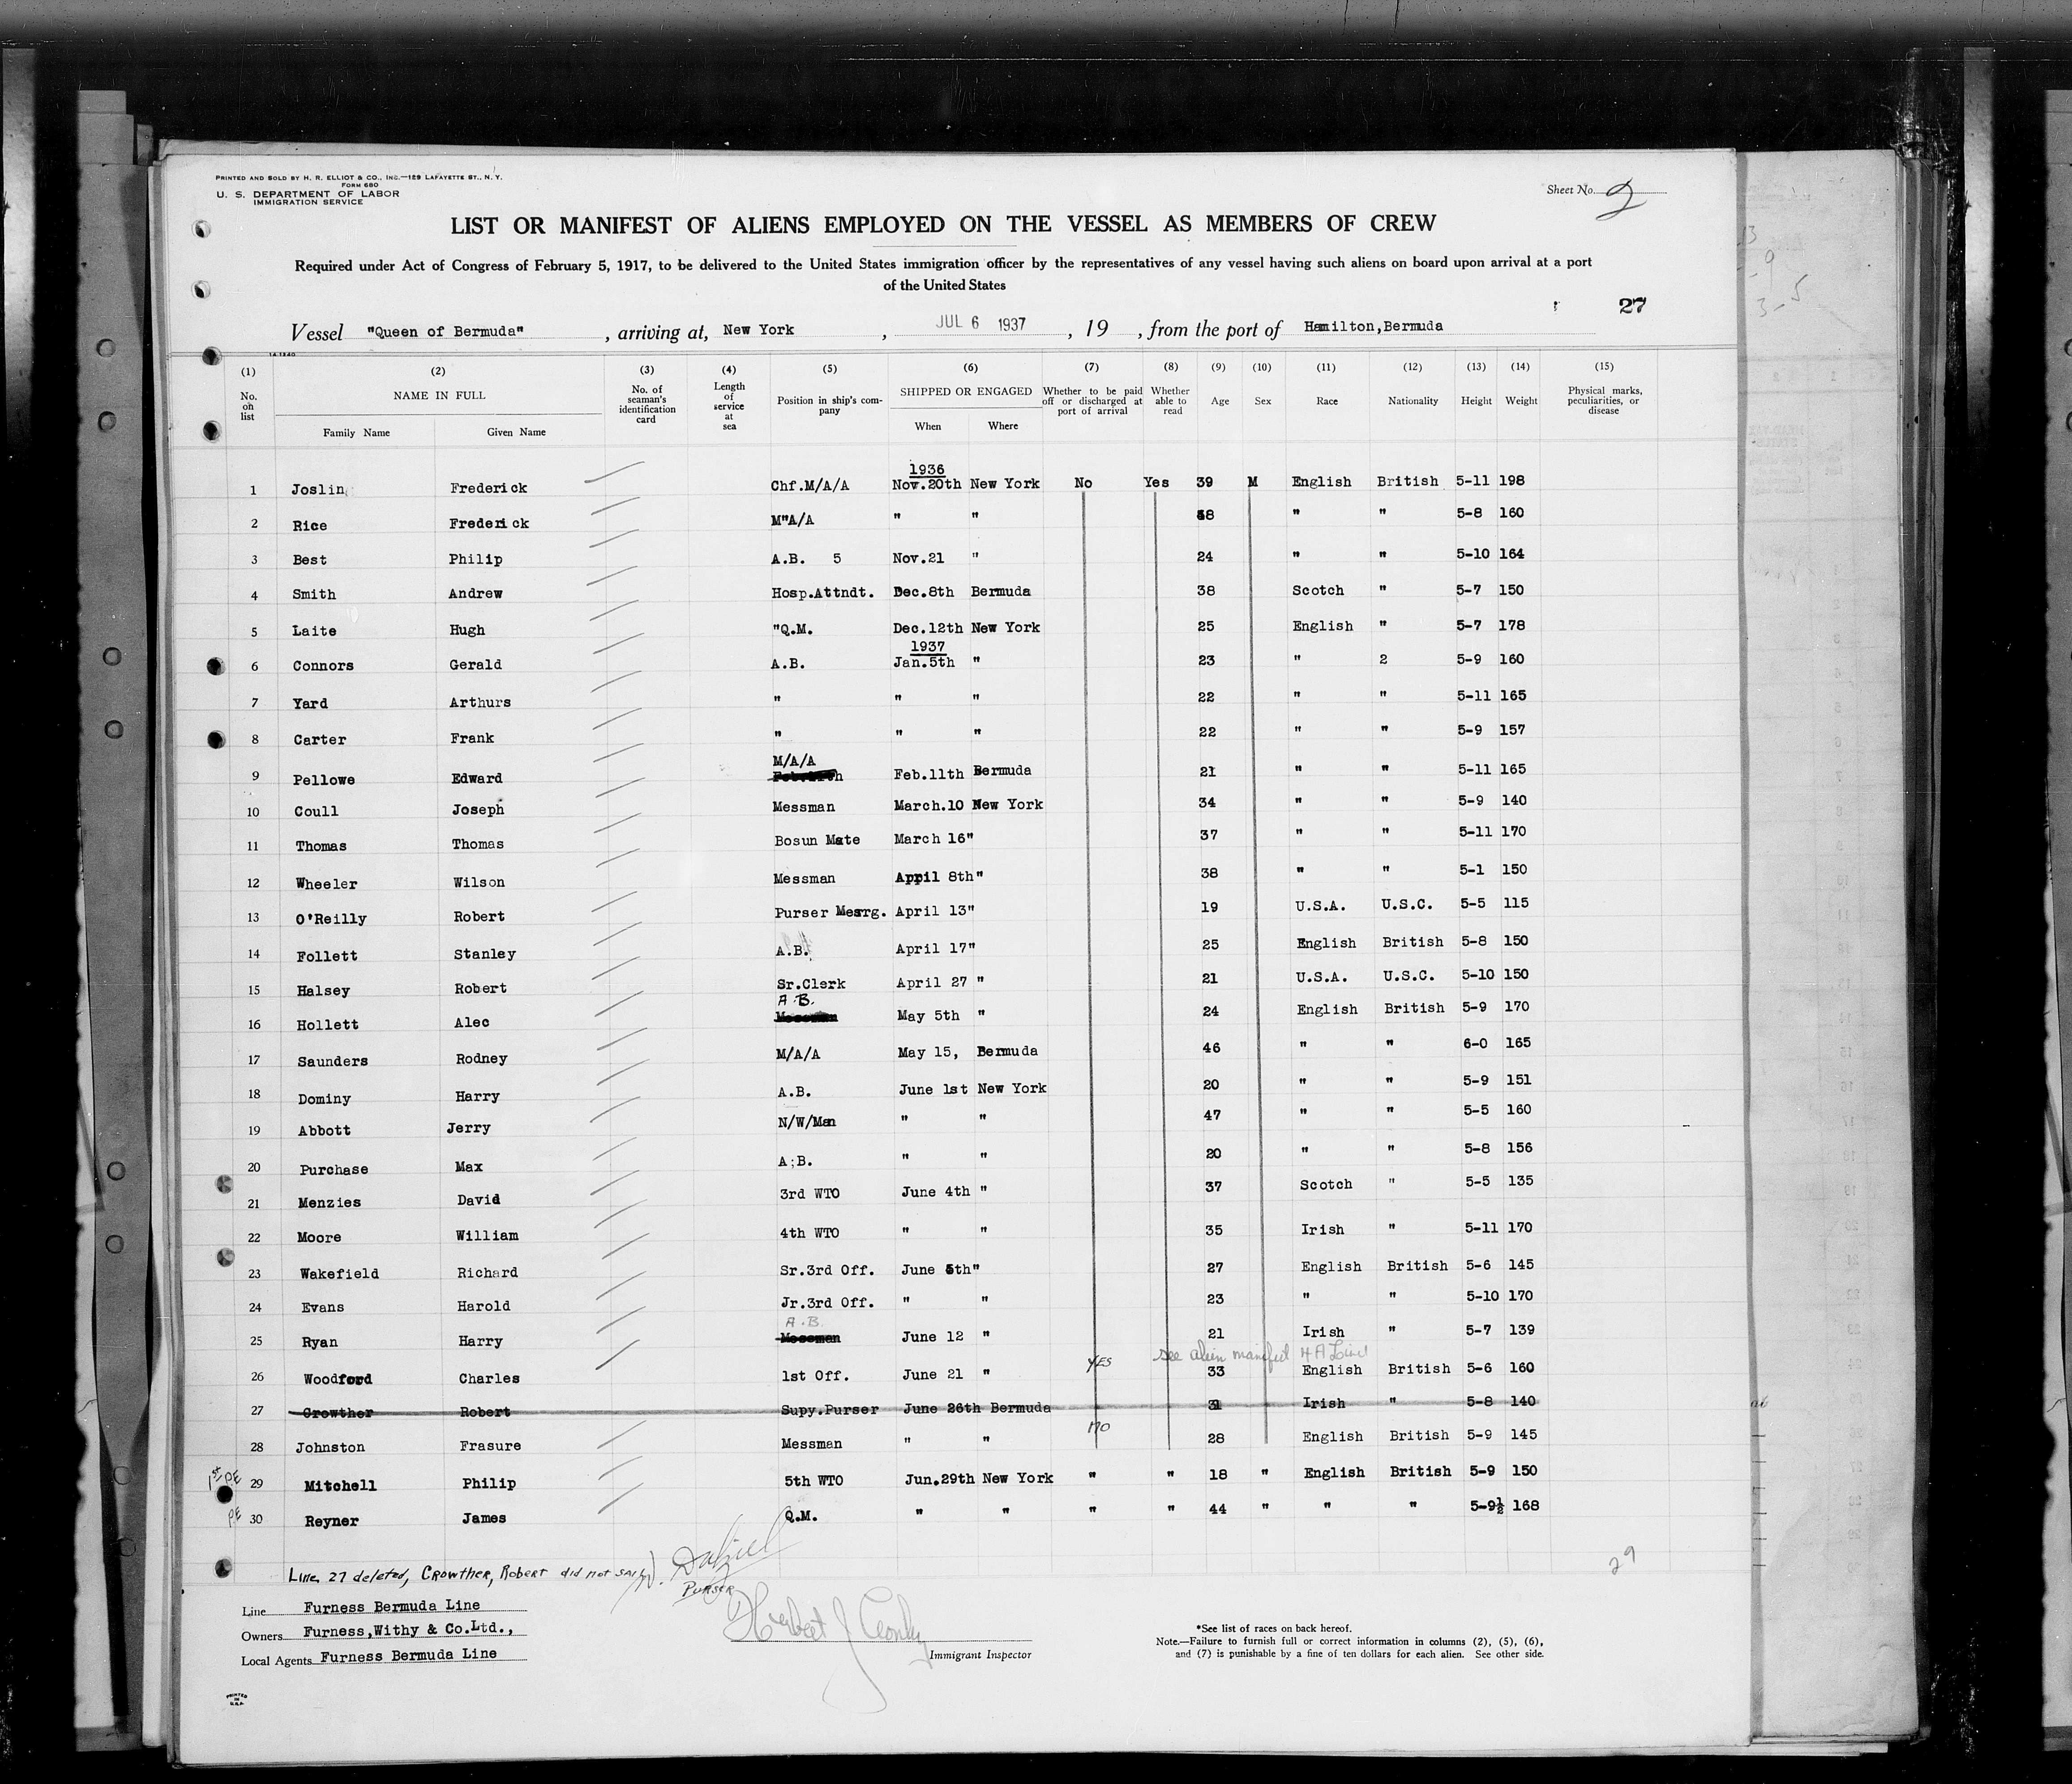 PRINTED AND SOLD BY H. R. ELLIOT & CO., INC.—129 LAFAYETTE ST., N. Y.
FORM 680
U. S. DEPARTMENT OF LABOR
IMMIGRATION SERVICE
Sheet No. 2
LIST OR MANIFEST OF ALIENS EMPLOYED ON THE VESSEL AS MEMBERS OF CREW
Required under Act of Congress of February 5, 1917, to be delivered to the United States immigration officer by the representatives of any vessel having such aliens on board upon arrival at a port
of the United States
27
Vessel "Queen of Bermuda", arriving at, New York, JUL 6 1937, 19 , from the port of Hamilton,Bermuda
(1) No. on list (2) NAME IN FULL Family Name Given Name (3) No. of seaman's identification card (4) Length of service at sea (5) Position in ship's company (6) SHIPPED OR ENGAGED When Where (7) Whether to be paid off or discharged at port of arrival (8) Whether able to read (9) Age (10) Sex (11) Race (12) Nationality (13) Height (14) Weight (15) Physical marks, peculiarities, or disease
1936
1 Joslin Frederick Chf.M/A/A Nov.20th New York No Yes 39 M English British 5-11 198
2 Rice Frederick M"A/A " " 48 " " 5-8 160
3 Best Philip A.B. 5 Nov.21 " 24 " " 5-10 164
4 Smith Andrew Hosp.Attndt. Dec.8th Bermuda 38 Scotch " 5-7 150
5 Laite Hugh "Q.M. Dec.12th New York 25 English " 5-7 178
1937
6 Connors Gerald A.B. Jan.5th " 23 " 2 5-9 160
7 Yard Arthurs " " " 22 " " 5-11 165
8 Carter Frank " " " 22 " " 5-9 157
9 Pellowe Edward M/A/A Feb.11th Bermuda 21 " " 5-11 165
10 Coull Joseph Messman March.10 New York 34 " " 5-9 140
11 Thomas Thomas Bosun Mate March 16" 37 " " 5-11 170
12 Wheeler Wilson Messman April 8th" 38 " " 5-1 150
13 O'Reilly Robert Purser Mesrg. April 13" 19 U.S.A. U.S.C. 5-5 115
14 Follett Stanley A.B. April 17" 25 English British 5-8 150
15 Halsey Robert Sr.Clerk April 27 " 21 U.S.A. U.S.C. 5-10 150
16 Hollett Alec A.B. Messman May 5th " 24 English British 5-9 170
17 Saunders Rodney M/A/A May 15, Bermuda 46 " " 6-0 165
18 Dominy Harry A.B. June 1st New York 20 " " 5-9 151
19 Abbott Jerry N/W/Man " " 47 " " 5-5 160
20 Purchase Max A;B. " " 20 " " 5-8 156
21 Menzies David 3rd WTO June 4th " 37 Scotch " 5-5 135
22 Moore William 4th WTO " " 35 Irish " 5-11 170
23 Wakefield Richard Sr.3rd Off. June 5th" 27 English British 5-6 145
24 Evans Harold Jr.3rd Off. " " 23 " " 5-10 170
25 Ryan Harry A.B. Messman June 12 " 21 Irish " 5-7 139
see alien manifest
26 Woodford Charles 1st Off. June 21 " YES 33 English British 5-6 160
27 Crowther Robert Supy.Purser June 26th Bermuda 31 Irish " 5-8 140
28 Johnston Frasure Messman " " NO 28 English British 5-9 145
1st PE 29 Mitchell Philip 5th WTO Jun.29th New York " " 18 " English British 5-9 150
PE 30 Reyner James Q.M. " " " " 44 " " " 5-9½ 168
29
Line 27 deleted, Crowther, Robert did not sail
Purser
Line Furness Bermuda Line
Owners Furness,Withy & Co.Ltd.,
Local Agents Furness Bermuda Line
Immigrant Inspector
*See list of races on back hereof.
Note.—Failure to furnish full or correct information in columns (2), (5), (6),
and (7) is punishable by a fine of ten dollars for each alien. See other side.
PRINTED IN U.S.A.